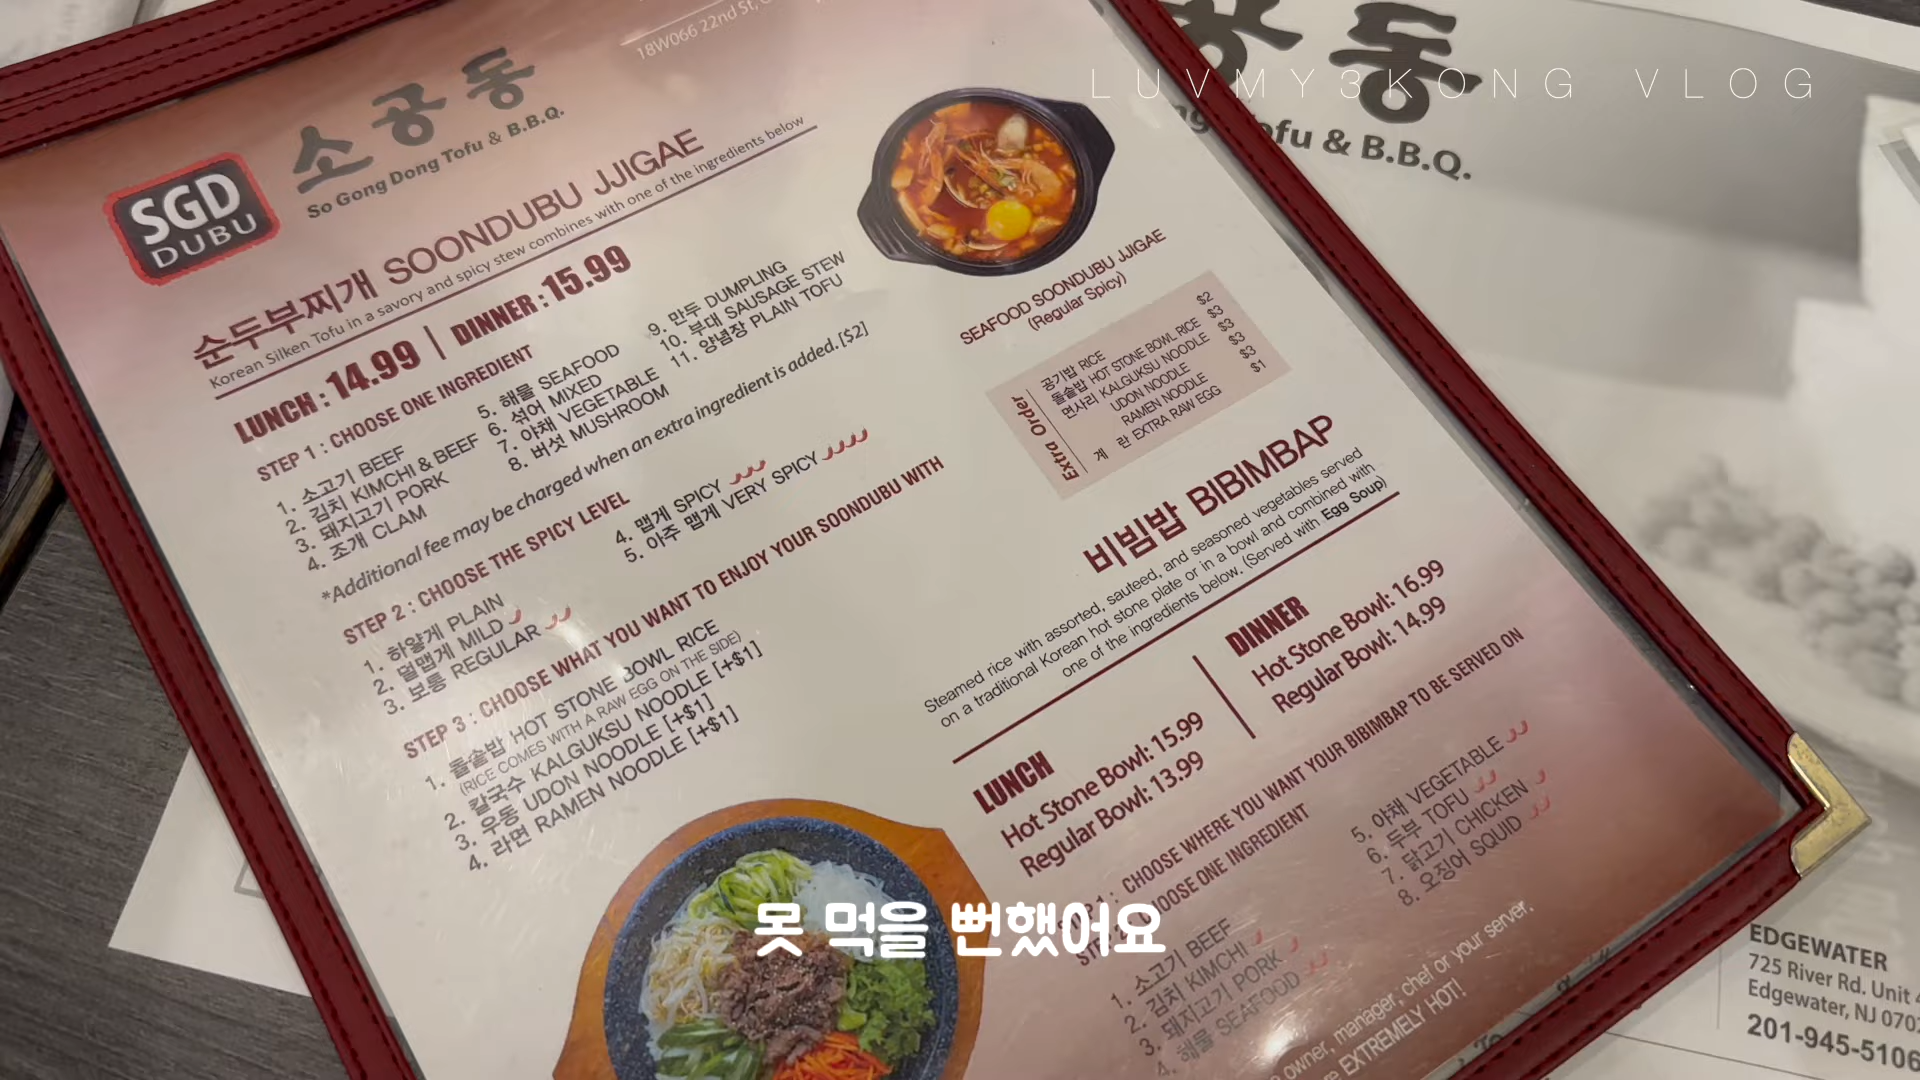 18W066 22nd St,
LUVMY3KONG VLOG
소공동
So Gong Dong Tofu & B.B.Q.
SGD
DUBU
동
ofu & B.B.Q.
순두부찌개 SOONDUBU JJIGAE
Korean Silken Tofu in a savory and spicy stew combines with one of the ingredients below
LUNCH : 14.99 | DINNER : 15.99
STEP 1 : CHOOSE ONE INGREDIENT
1. 소고기 BEEF
2. 김치 KIMCHI & BEEF
3. 돼지고기 PORK
4. 조개 CLAM
5. 해물 SEAFOOD
6. 섞어 MIXED
7. 야채 VEGETABLE
8. 버섯 MUSHROOM
9. 만두 DUMPLING
10. 부대 SAUSAGE STEW
11. 양념장 PLAIN TOFU
*Additional fee may be charged when an extra ingredient is added. [$2]
STEP 2 : CHOOSE THE SPICY LEVEL
1. 하얗게 PLAIN
2. 덜맵게 MILD
3. 보통 REGULAR
4. 맵게 SPICY
5. 아주 맵게 VERY SPICY
STEP 3 : CHOOSE WHAT YOU WANT TO ENJOY YOUR SOONDUBU WITH
1. 돌솥밥 HOT STONE BOWL RICE
(RICE COMES WITH A RAW EGG ON THE SIDE)
2. 칼국수 KALGUKSU NOODLE [+$1]
3. 우동 UDON NOODLE [+$1]
4. 라면 RAMEN NOODLE [+$1]
SEAFOOD SOONDUBU JJIGAE
(Regular Spicy)
Extra Order
공기밥 RICE $2
돌솥밥 HOT STONE BOWL RICE $3
면사리 KALGUKSU NOODLE $3
UDON NOODLE $3
RAMEN NOODLE $3
계 란 EXTRA RAW EGG $1
비빔밥 BIBIMBAP
Steamed rice with assorted, sauteed, and seasoned vegetables served
on a traditional Korean hot stone plate or in a bowl and combined with
one of the ingredients below. (Served with Egg Soup)
LUNCH
Hot Stone Bowl: 15.99
Regular Bowl: 13.99
DINNER
Hot Stone Bowl: 16.99
Regular Bowl: 14.99
STEP 1 : CHOOSE WHERE YOU WANT YOUR BIBIMBAP TO BE SERVED ON
STEP 2 : CHOOSE ONE INGREDIENT
1. 소고기 BEEF
2. 김치 KIMCHI
3. 돼지고기 PORK
4. 해물 SEAFOOD
5. 야채 VEGETABLE
6. 두부 TOFU
7. 닭고기 CHICKEN
8. 오징어 SQUID
owner, manager, chef or your server.
EXTREMELY HOT!
못 먹을 뻔했어요
EDGEWATER
725 River Rd. Unit
Edgewater, NJ
201-945-5106